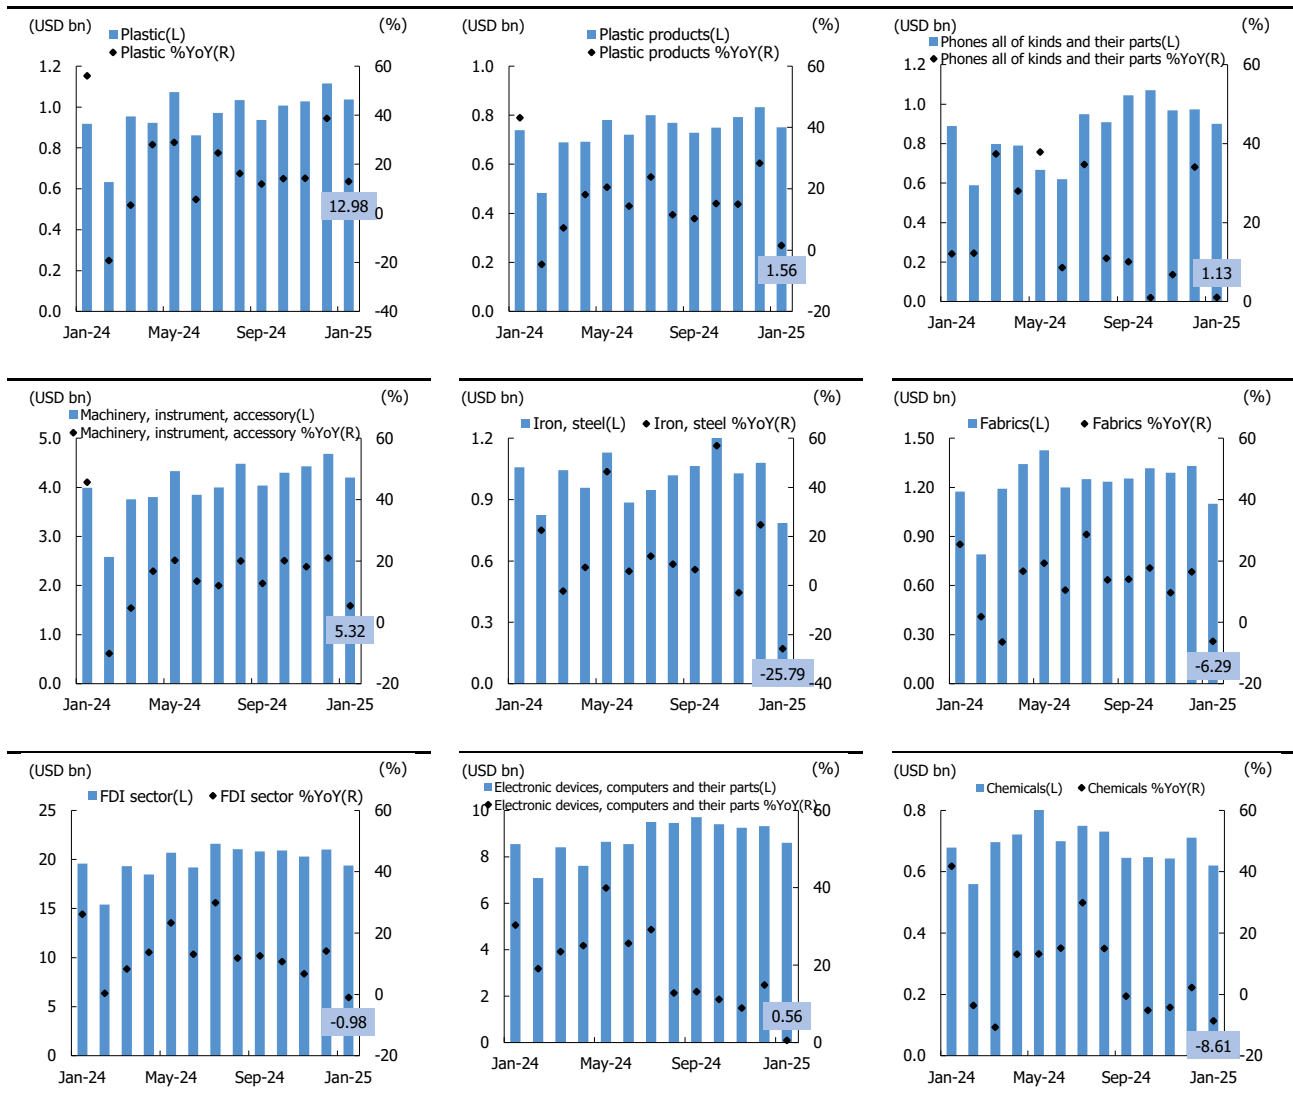 (USD bn)
(%)
Plastic(L)
Plastic %YoY(R)
1.2
1.0
0.8
0.6
0.4
0.2
0.0
60
40
20
0
-20
-40
12.98
Jan-24
May-24
Sep-24
Jan-25
(USD bn)
(%)
Plastic products(L)
Plastic products %YoY(R)
1.0
0.8
0.6
0.4
0.2
0.0
60
40
20
0
-20
1.56
Jan-24
May-24
Sep-24
Jan-25
(USD bn)
(%)
Phones all of kinds and their parts(L)
Phones all of kinds and their parts %YoY(R)
1.2
1.0
0.8
0.6
0.4
0.2
0.0
60
40
20
0
1.13
Jan-24
May-24
Sep-24
Jan-25
(USD bn)
(%)
Machinery, instrument, accessory(L)
Machinery, instrument, accessory %YoY(R)
5.0
4.0
3.0
2.0
1.0
0.0
60
40
20
0
-20
5.32
Jan-24
May-24
Sep-24
Jan-25
(USD bn)
(%)
Iron, steel(L)
Iron, steel %YoY(R)
1.2
0.9
0.6
0.3
0.0
60
40
20
0
-20
-40
-25.79
Jan-24
May-24
Sep-24
Jan-25
(USD bn)
(%)
Fabrics(L)
Fabrics %YoY(R)
1.50
1.20
0.90
0.60
0.30
0.00
60
40
20
0
-20
-6.29
Jan-24
May-24
Sep-24
Jan-25
(USD bn)
(%)
FDI sector(L)
FDI sector %YoY(R)
25
20
15
10
5
0
60
40
20
0
-20
-0.98
Jan-24
May-24
Sep-24
Jan-25
(USD bn)
(%)
Electronic devices, computers and their parts(L)
Electronic devices, computers and their parts %YoY(R)
10
8
6
4
2
0
60
40
20
0
0.56
Jan-24
May-24
Sep-24
Jan-25
(USD bn)
(%)
Chemicals(L)
Chemicals %YoY(R)
0.8
0.6
0.4
0.2
0.0
60
40
20
0
-20
-8.61
Jan-24
May-24
Sep-24
Jan-25